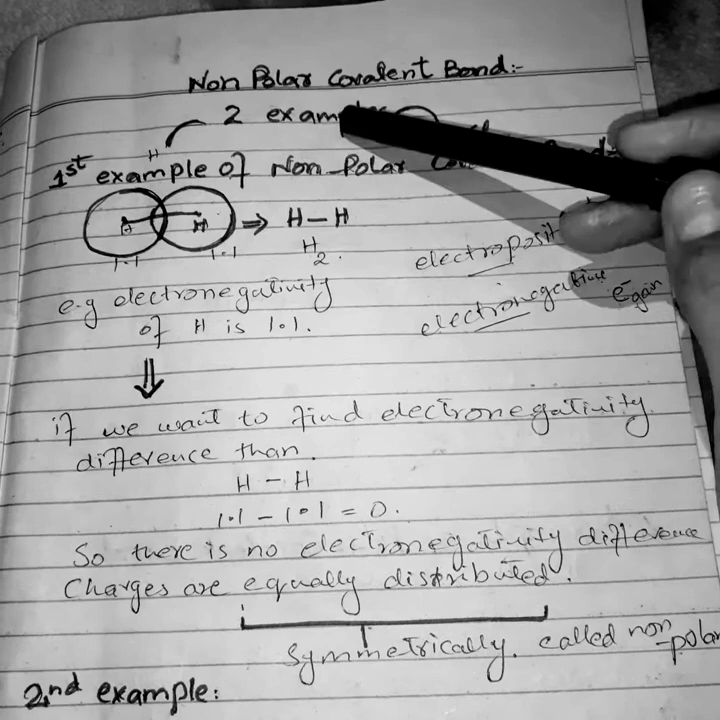 Non Polar Covalent Bond:-
2
H
1st example of Non-Polar
H H ⇒ H-H
1.1 1.1 H2.
electroposit
e.g electronegativity
of H is 1.1.
electronegative
e- gain
⇓
if we want to find electronegativity
difference than.
H - H
1.1 - 1.1 = 0.
So there is no electronegativity difference
Charges are equally distributed.
Symmetrically. called non
-polar
2nd example: